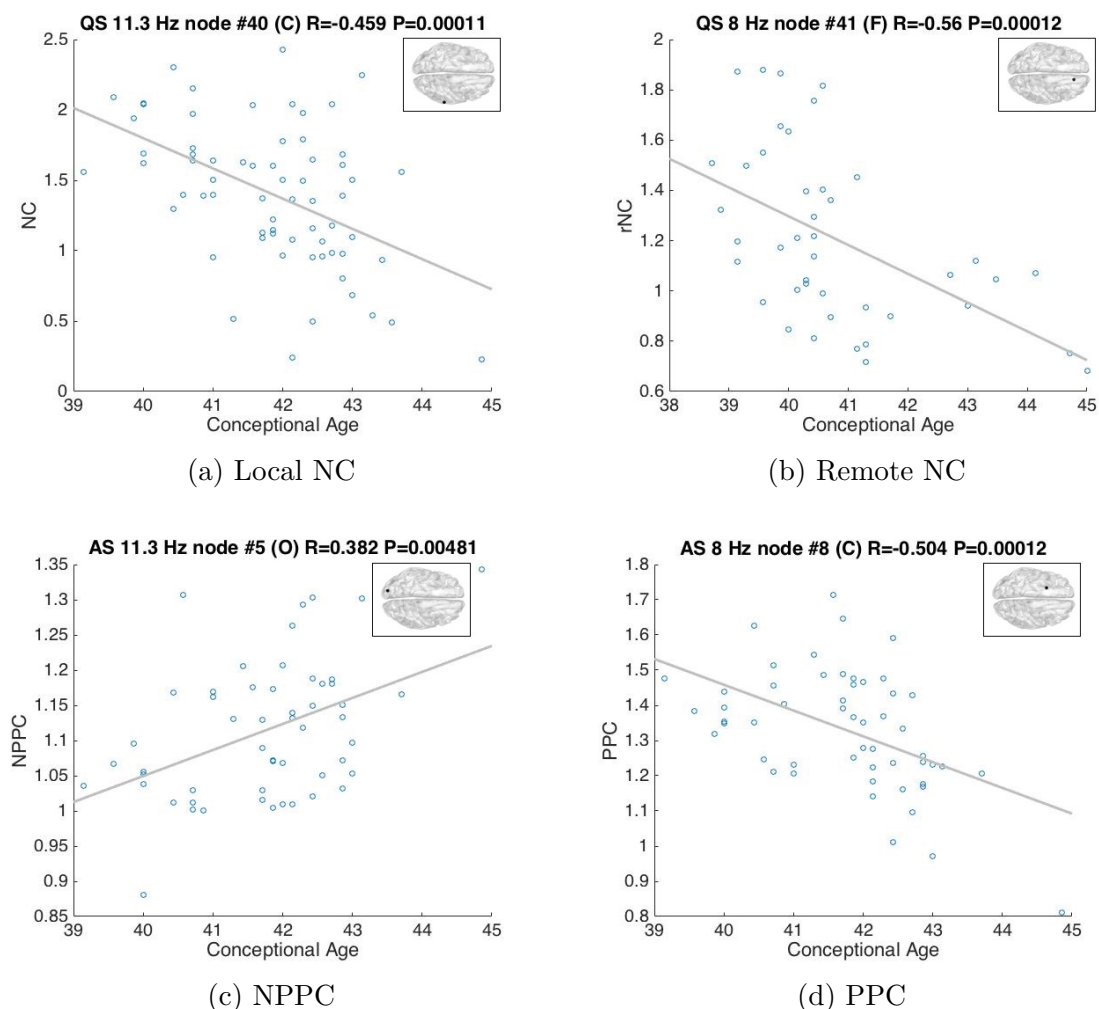 QS 11.3 Hz node #40 (C) R=-0.459 P=0.00011
2.5
2
1.5
1
0.5
0
NC
39 40 41 42 43 44 45
Conceptional Age
(a) Local NC
QS 8 Hz node #41 (F) R=-0.56 P=0.00012
2
1.8
1.6
1.4
1.2
1
0.8
0.6
rNC
38 39 40 41 42 43 44 45
Conceptional Age
(b) Remote NC
AS 11.3 Hz node #5 (O) R=0.382 P=0.00481
1.35
1.3
1.25
1.2
1.15
1.1
1.05
1
0.95
0.9
0.85
NPPC
39 40 41 42 43 44 45
Conceptional Age
(c) NPPC
AS 8 Hz node #8 (C) R=-0.504 P=0.00012
1.8
1.7
1.6
1.5
1.4
1.3
1.2
1.1
1
0.9
0.8
PPC
39 40 41 42 43 44 45
Conceptional Age
(d) PPC